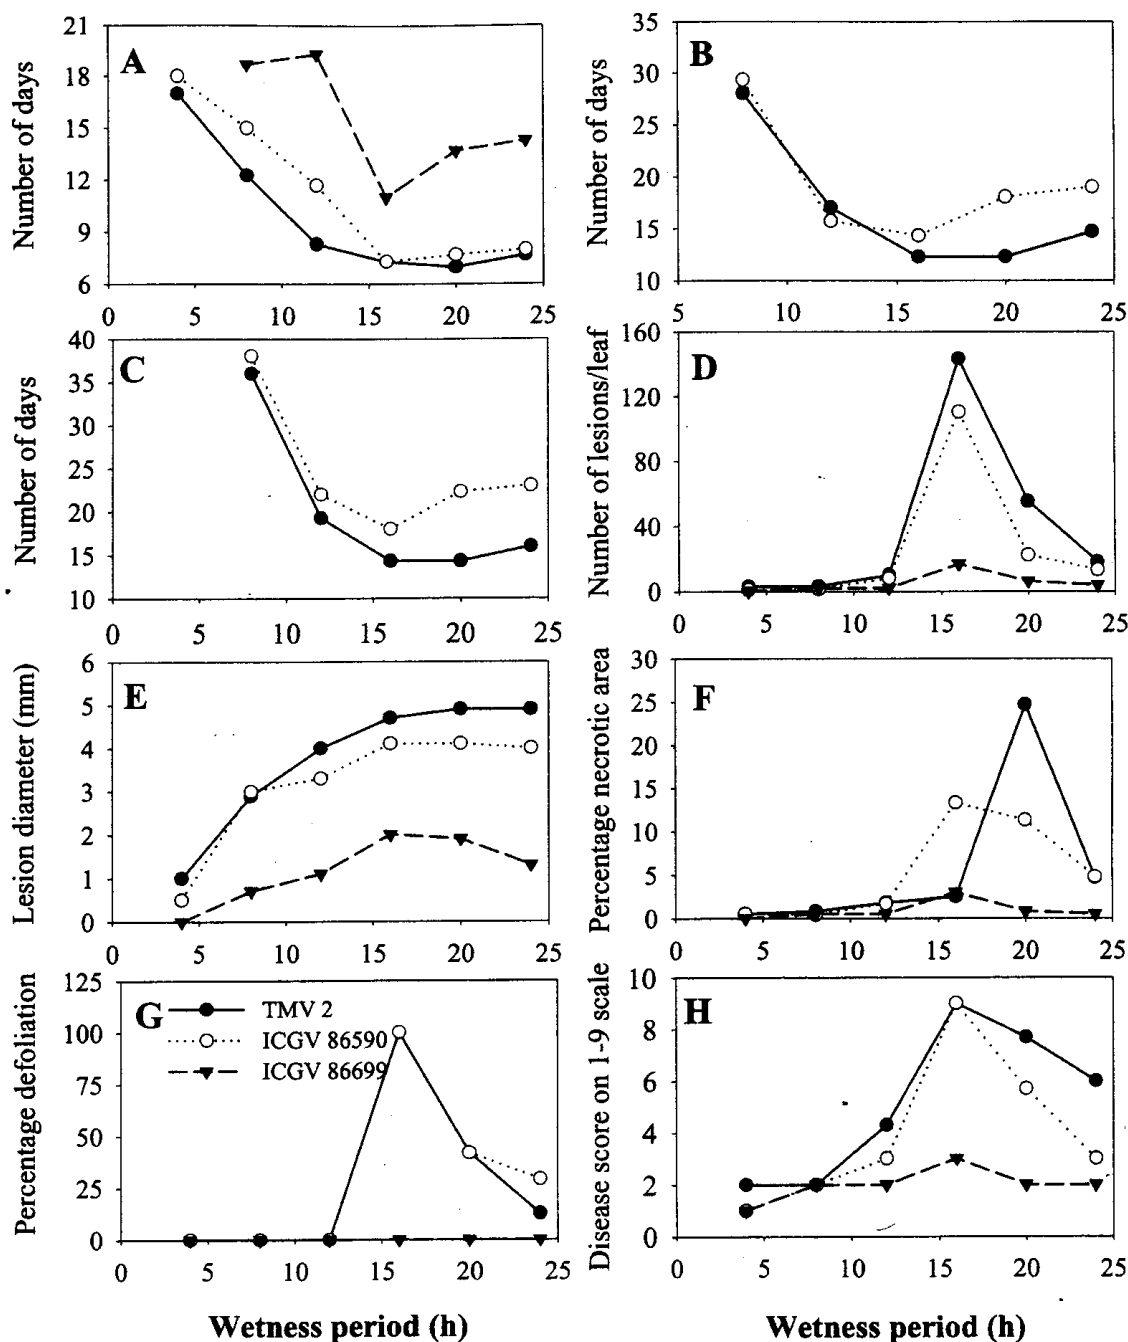 A
Number of days
21
18
15
12
9
6
0 5 10 15 20 25
B
Number of days
35
30
25
20
15
10
5 10 15 20 25
C
Number of days
40
35
30
25
20
15
10
0 5 10 15 20 25
D
Number of lesions/leaf
160
120
80
40
0
0 5 10 15 20 25
E
Lesion diameter (mm)
6
5
4
3
2
1
0
0 5 10 15 20 25
F
Percentage necrotic area
30
25
20
15
10
5
0
0 5 10 15 20 25
G
Percentage defoliation
125
100
75
50
25
0
TMV 2
ICGV 86590
ICGV 86699
0 5 10 15 20 25
Wetness period (h)
H
Disease score on 1-9 scale
10
8
6
4
2
0
0 5 10 15 20 25
Wetness period (h)